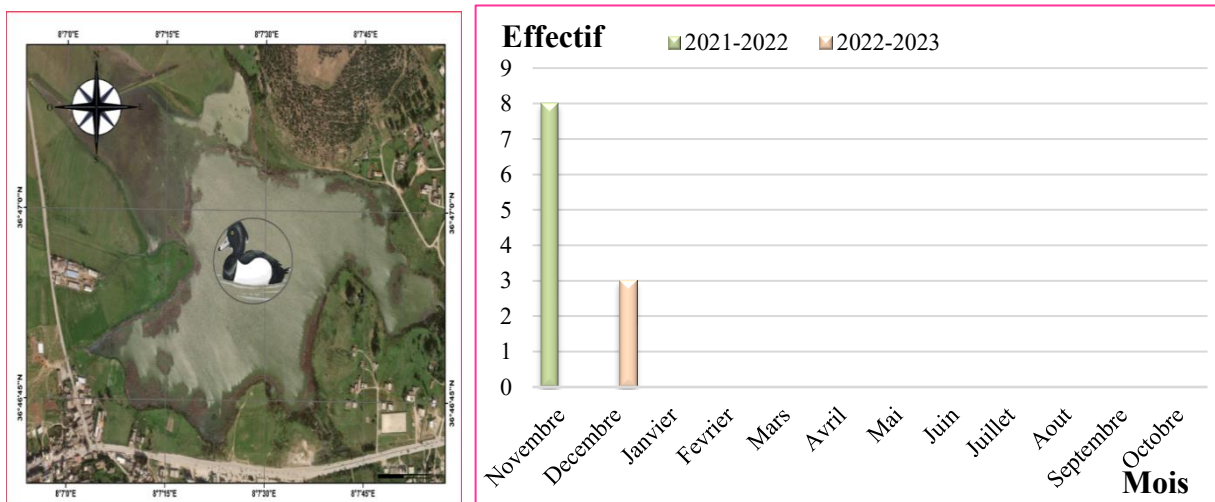 8°7'0"E 8°7'15"E 8°7'30"E 8°7'45"E
N
O E
S
36°47'0"N 36°47'0"N
36°46'45"N 36°46'45"N
8°7'0"E 8°7'15"E 8°7'30"E 8°7'45"E
Effectif
2021-2022 2022-2023
9
8
7
6
5
4
3
2
1
0
Novembre Decembre Janvier Fevrier Mars Avril Mai Juin Juillet Aout Septembre Octobre
Mois